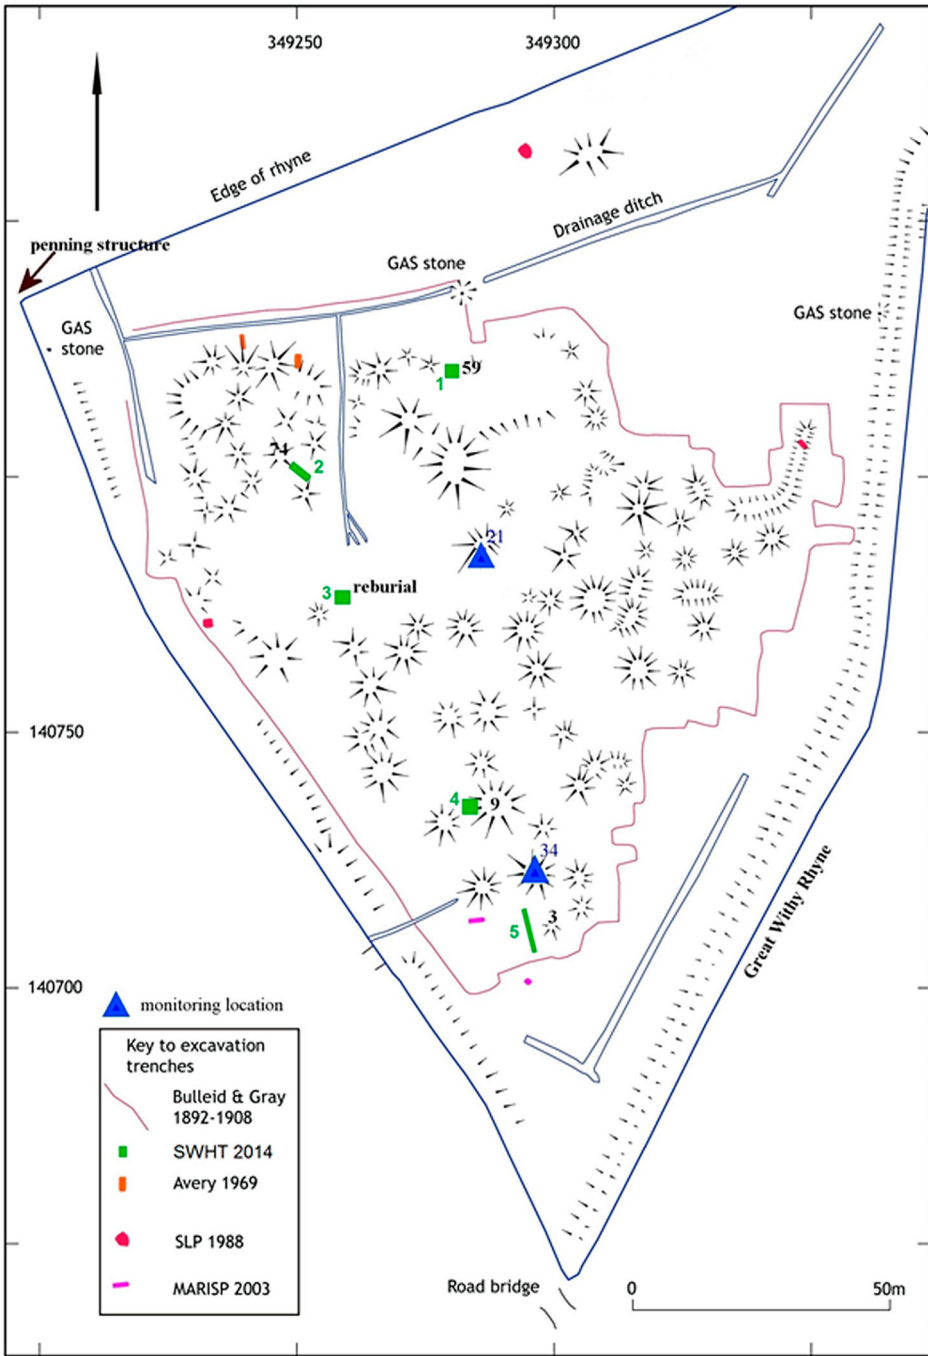 349250
349300
Edge of rhyne
Drainage ditch
penning structure
GAS stone
GAS
stone
GAS stone
59
1
74
2
21
3
reburial
140750
4
9
34
3
5
Great Withy Rhyne
140700
monitoring location
Key to excavation
trenches
Bulleid & Gray
1892-1908
SWHT 2014
Avery 1969
SLP 1988
MARISP 2003
Road bridge
0
50m